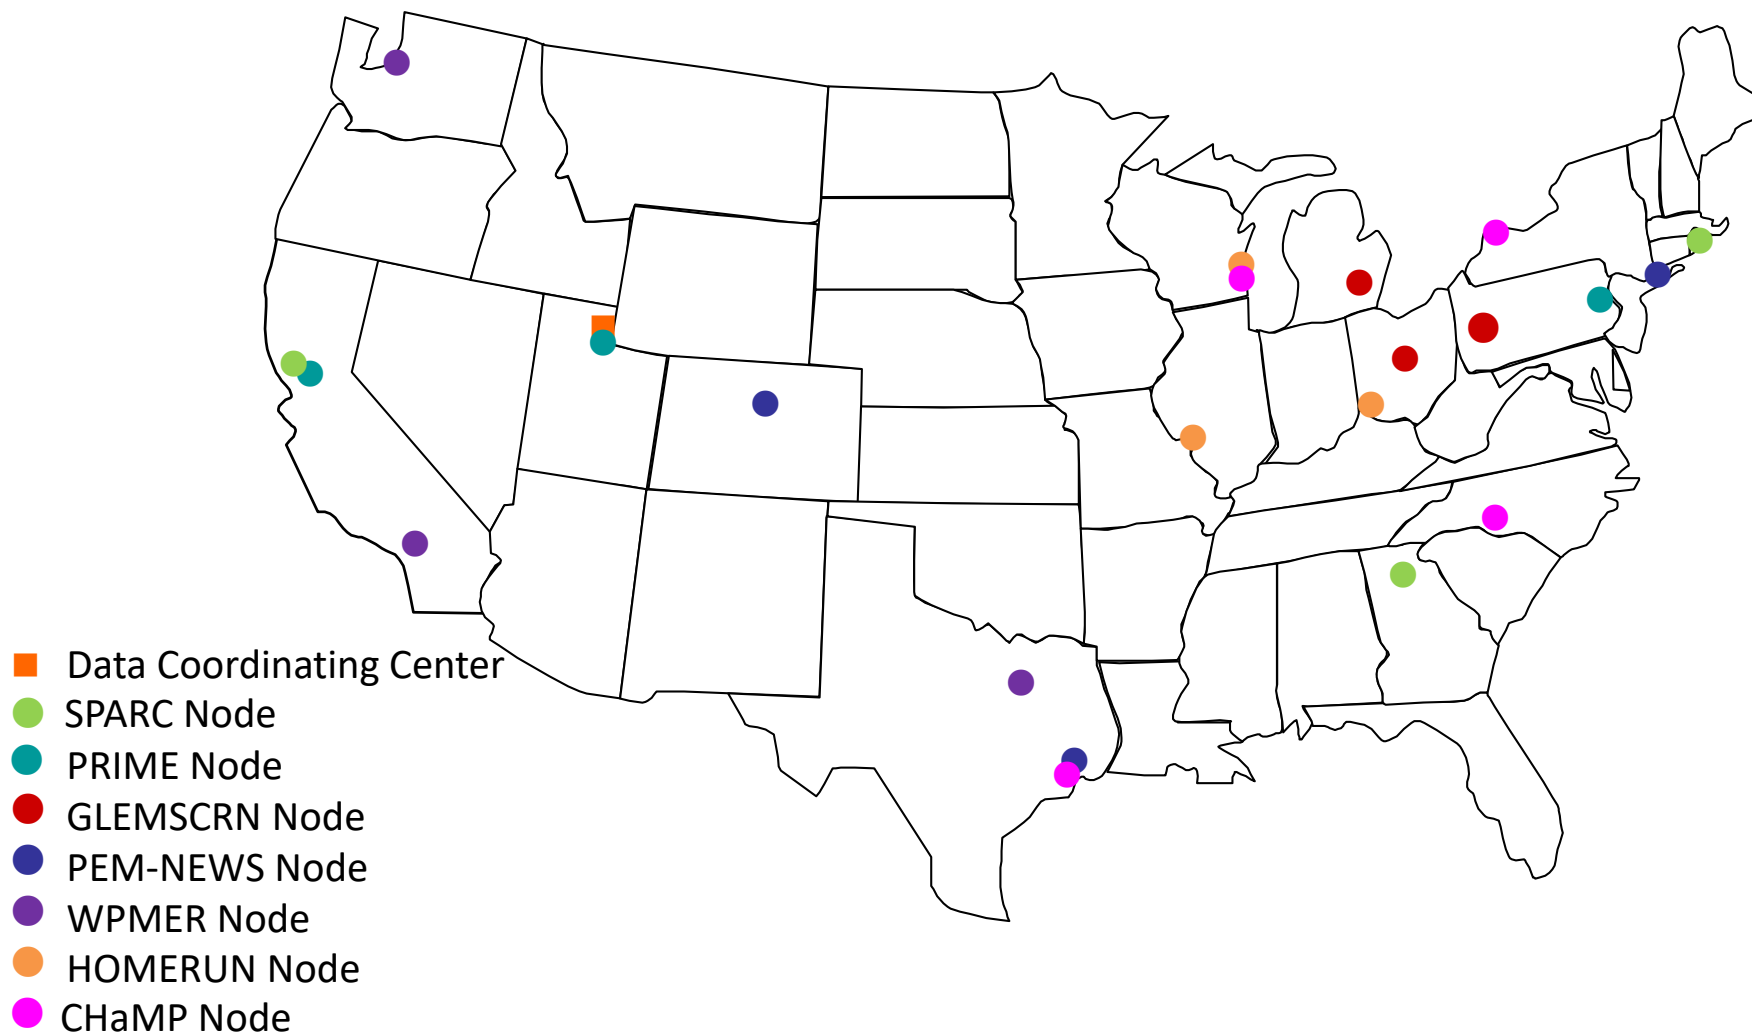 Data Coordinating Center
SPARC Node
PRIME Node
GLEMSCRN Node
PEM-NEWS Node
WPMER Node
HOMERUN Node
CHaMP Node